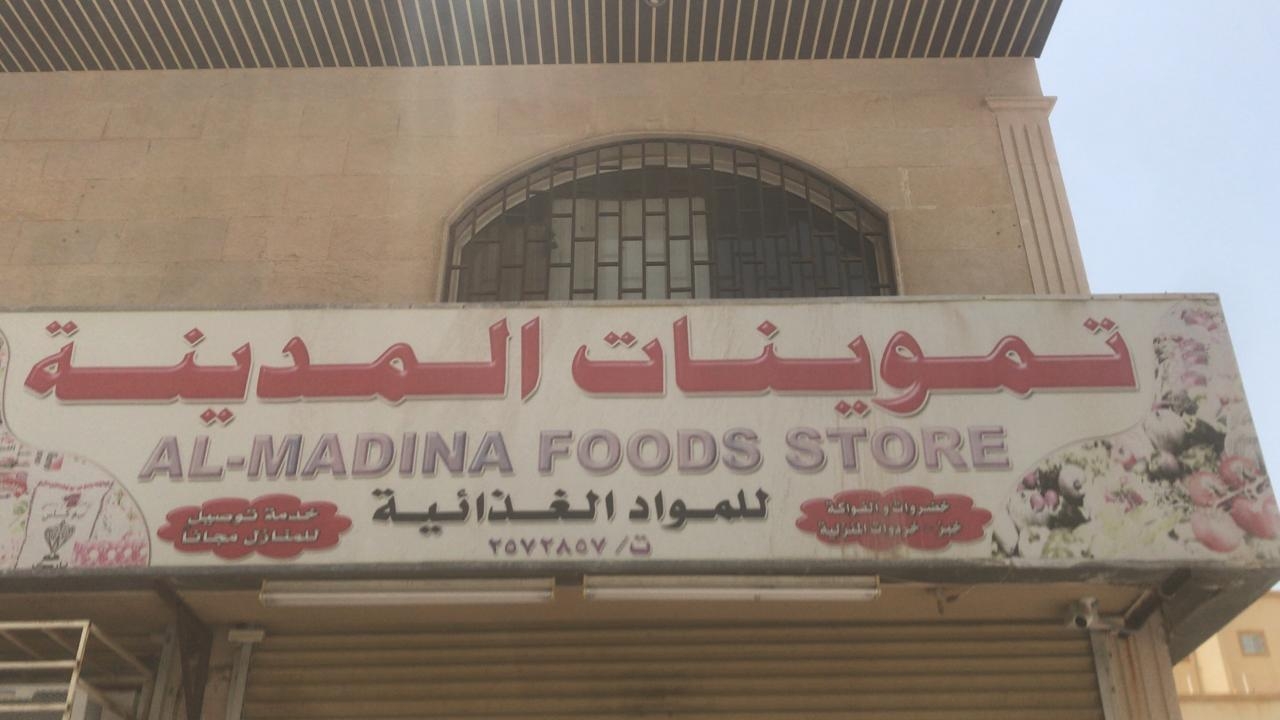 تموينات المدينة
AL-MADINA FOODS STORE
للمواد الغذائية
خضروات و الفواكة
خبز - خردوات المنزلية
خدمة توصيل
للمنازل مجانا
ت/ ٢٥٧٢٨٥٧